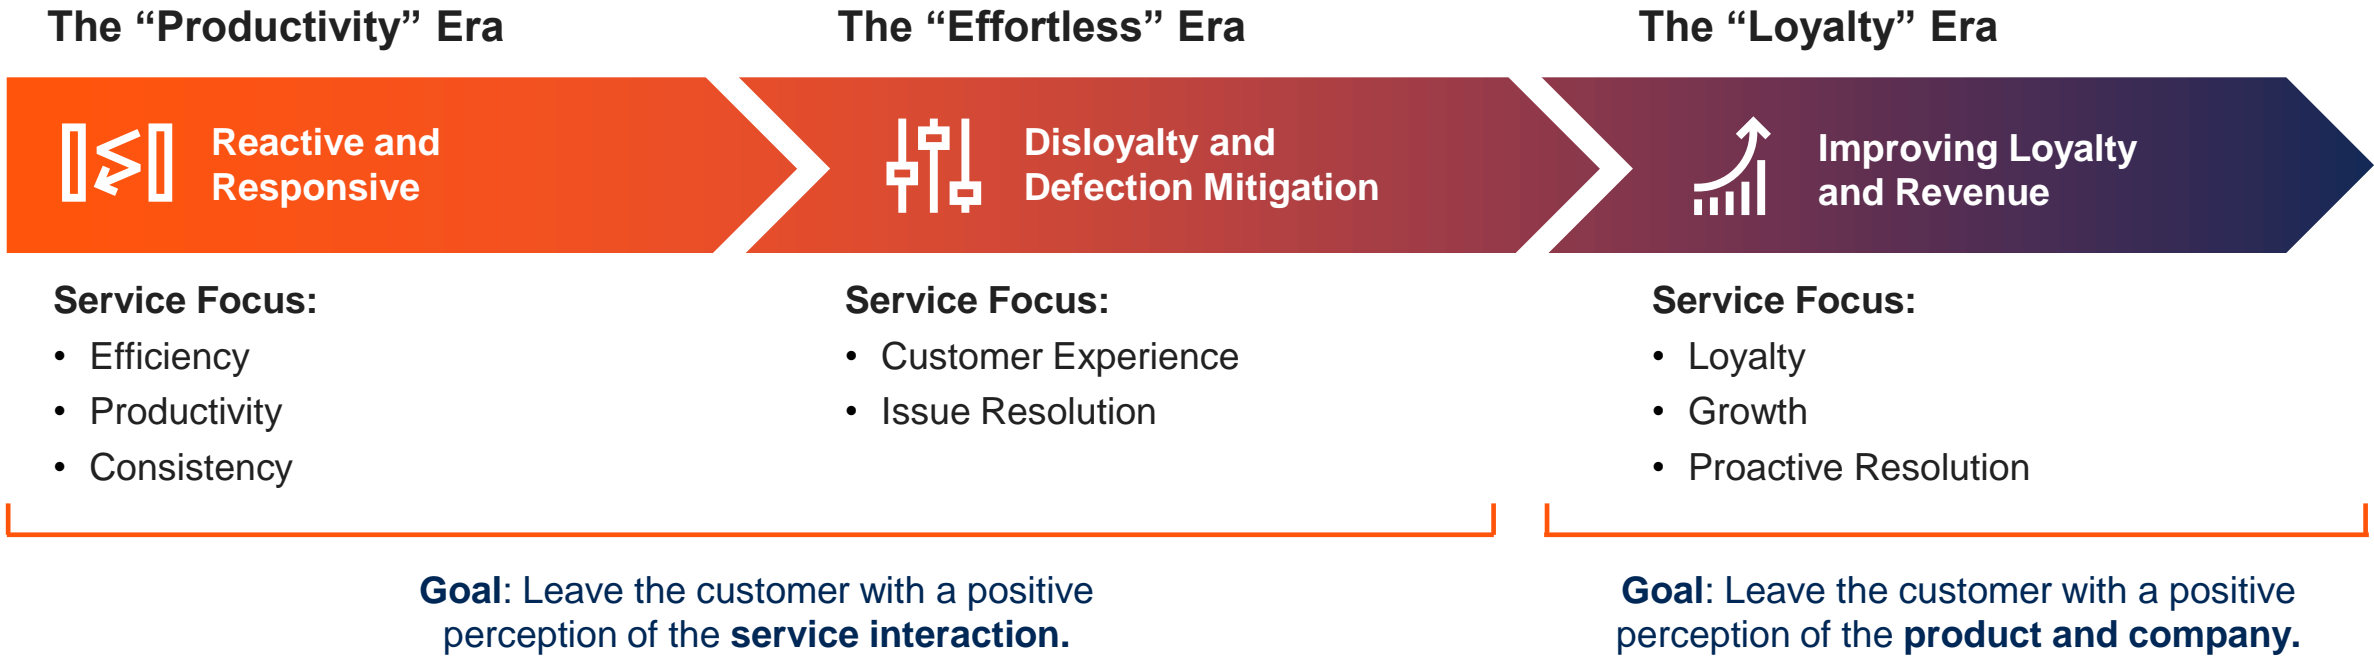 The “Productivity” Era
Reactive and
Responsive
Service Focus:
• Efficiency
• Productivity
• Consistency
The “Effortless” Era
Disloyalty and
Defection Mitigation
Service Focus:
• Customer Experience
• Issue Resolution
Goal: Leave the customer with a positive
perception of the service interaction.
The “Loyalty” Era
Improving Loyalty
and Revenue
Service Focus:
• Loyalty
• Growth
• Proactive Resolution
Goal: Leave the customer with a positive
perception of the product and company.